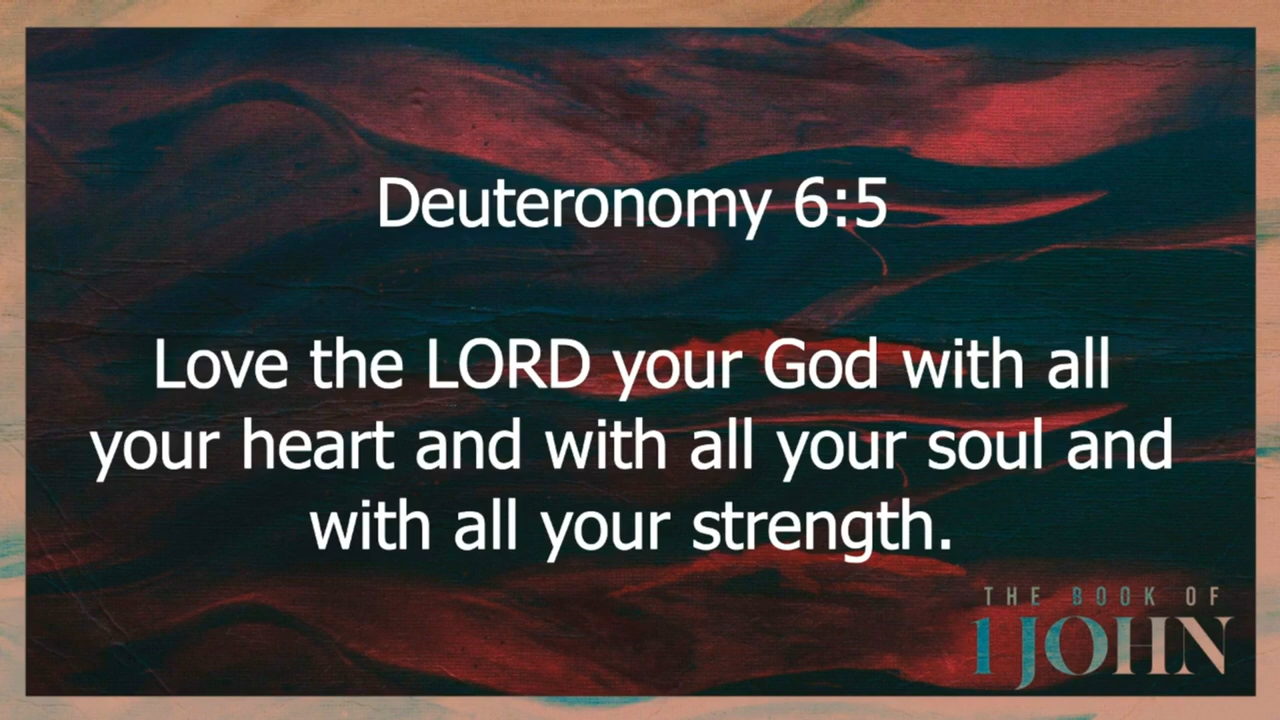 Deuteronomy 6:5
Love the LORD your God with all
your heart and with all your soul and
with all your strength.
THE BOOK OF
1 JOHN